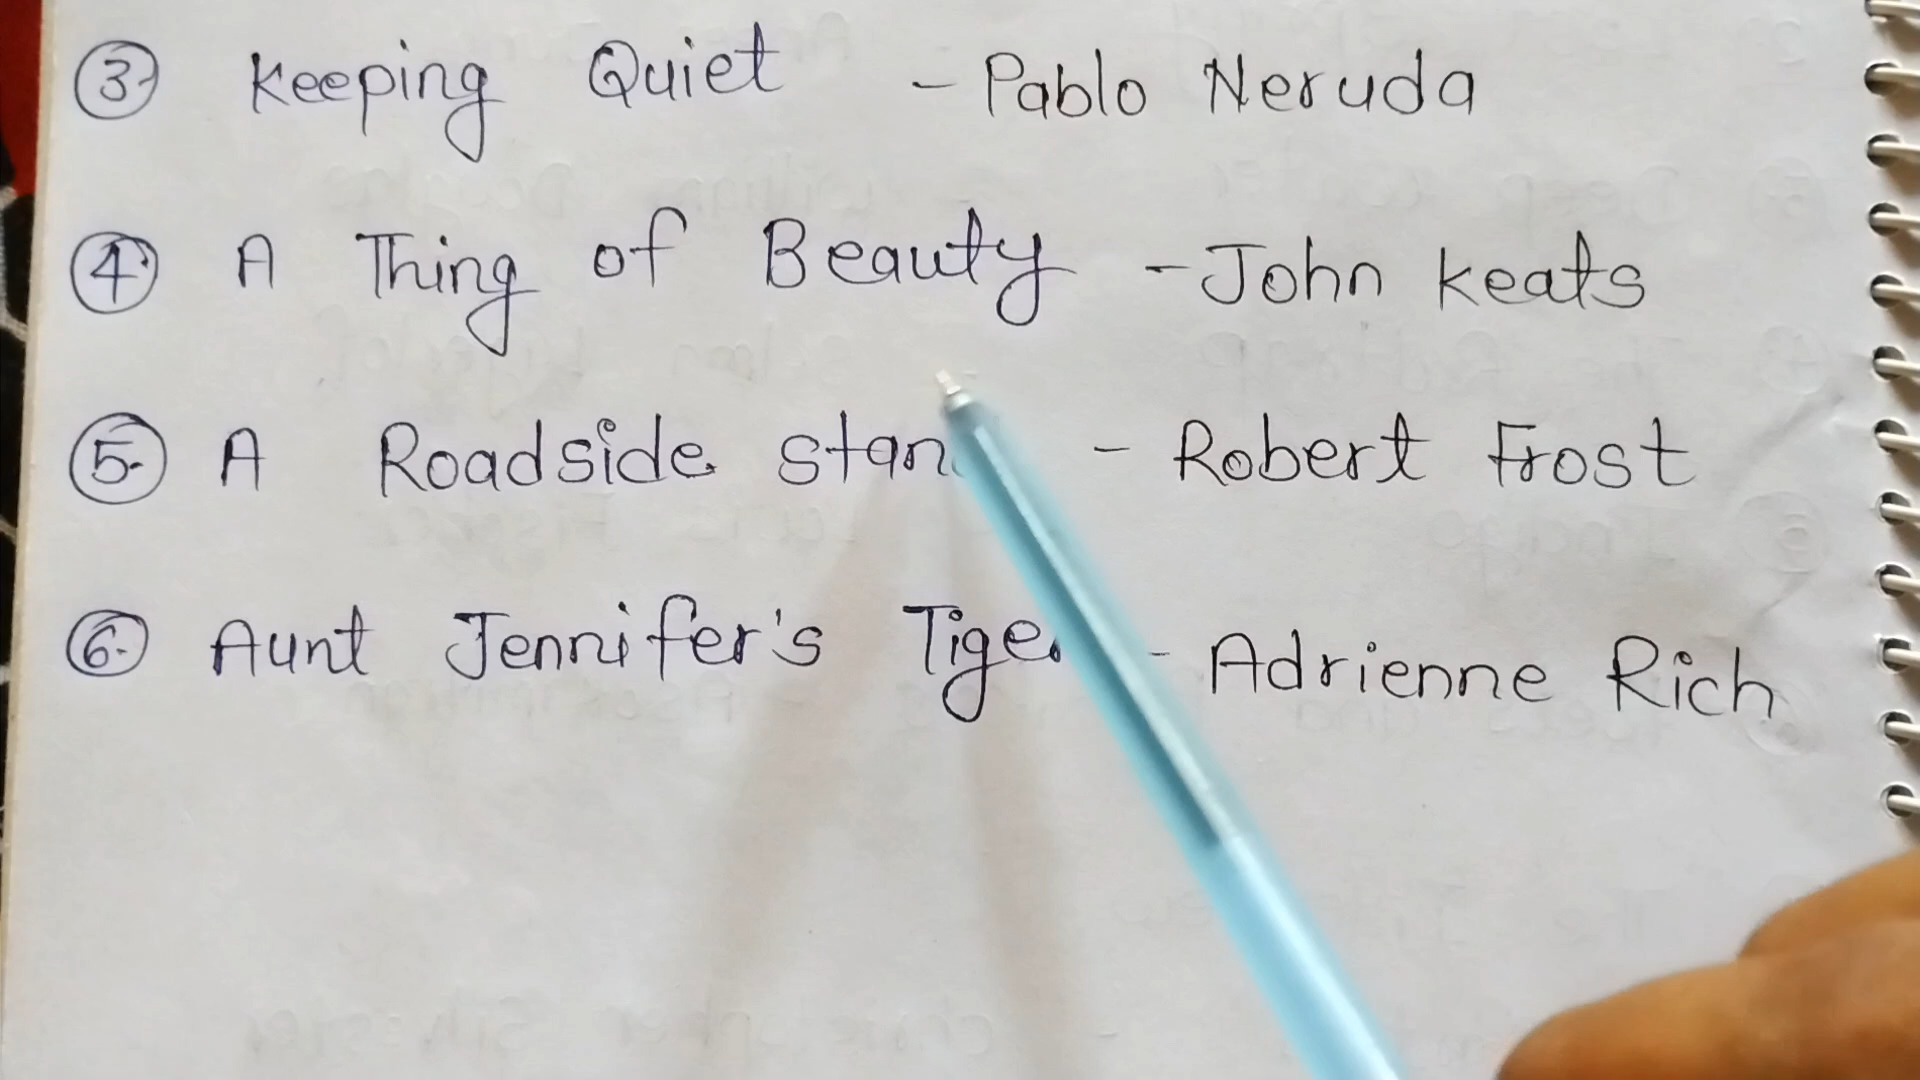 3. Keeping Quiet - Pablo Neruda
4. A Thing of Beauty - John Keats
5. A Roadside - Robert Frost
6. Aunt Jennifer's - Adrienne Rich